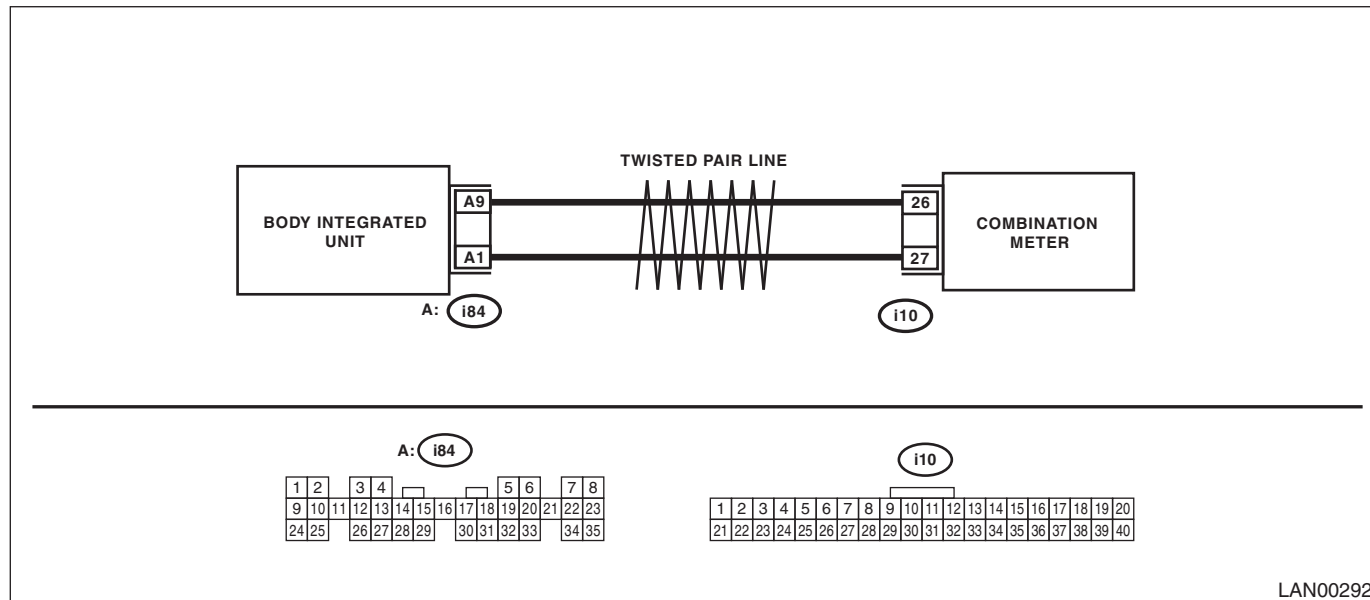 TWISTED PAIR LINE
BODY INTEGRATED
UNIT
A9
A1
26
27
COMBINATION
METER
A: i84
i10
A: i84
1 2 3 4 5 6 7 8
9 10 11 12 13 14 15 16 17 18 19 20 21 22 23
24 25 26 27 28 29 30 31 32 33 34 35
i10
1 2 3 4 5 6 7 8 9 10 11 12 13 14 15 16 17 18 19 20
21 22 23 24 25 26 27 28 29 30 31 32 33 34 35 36 37 38 39 40
LAN00292